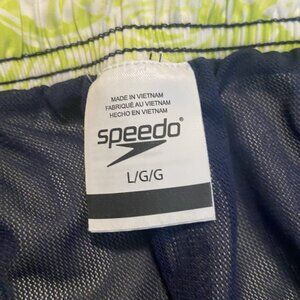 MADE IN VIETNAM
FABRIQUÉ AU VIETNAM
HECHO EN VIETNAM
speedo
L/G/G